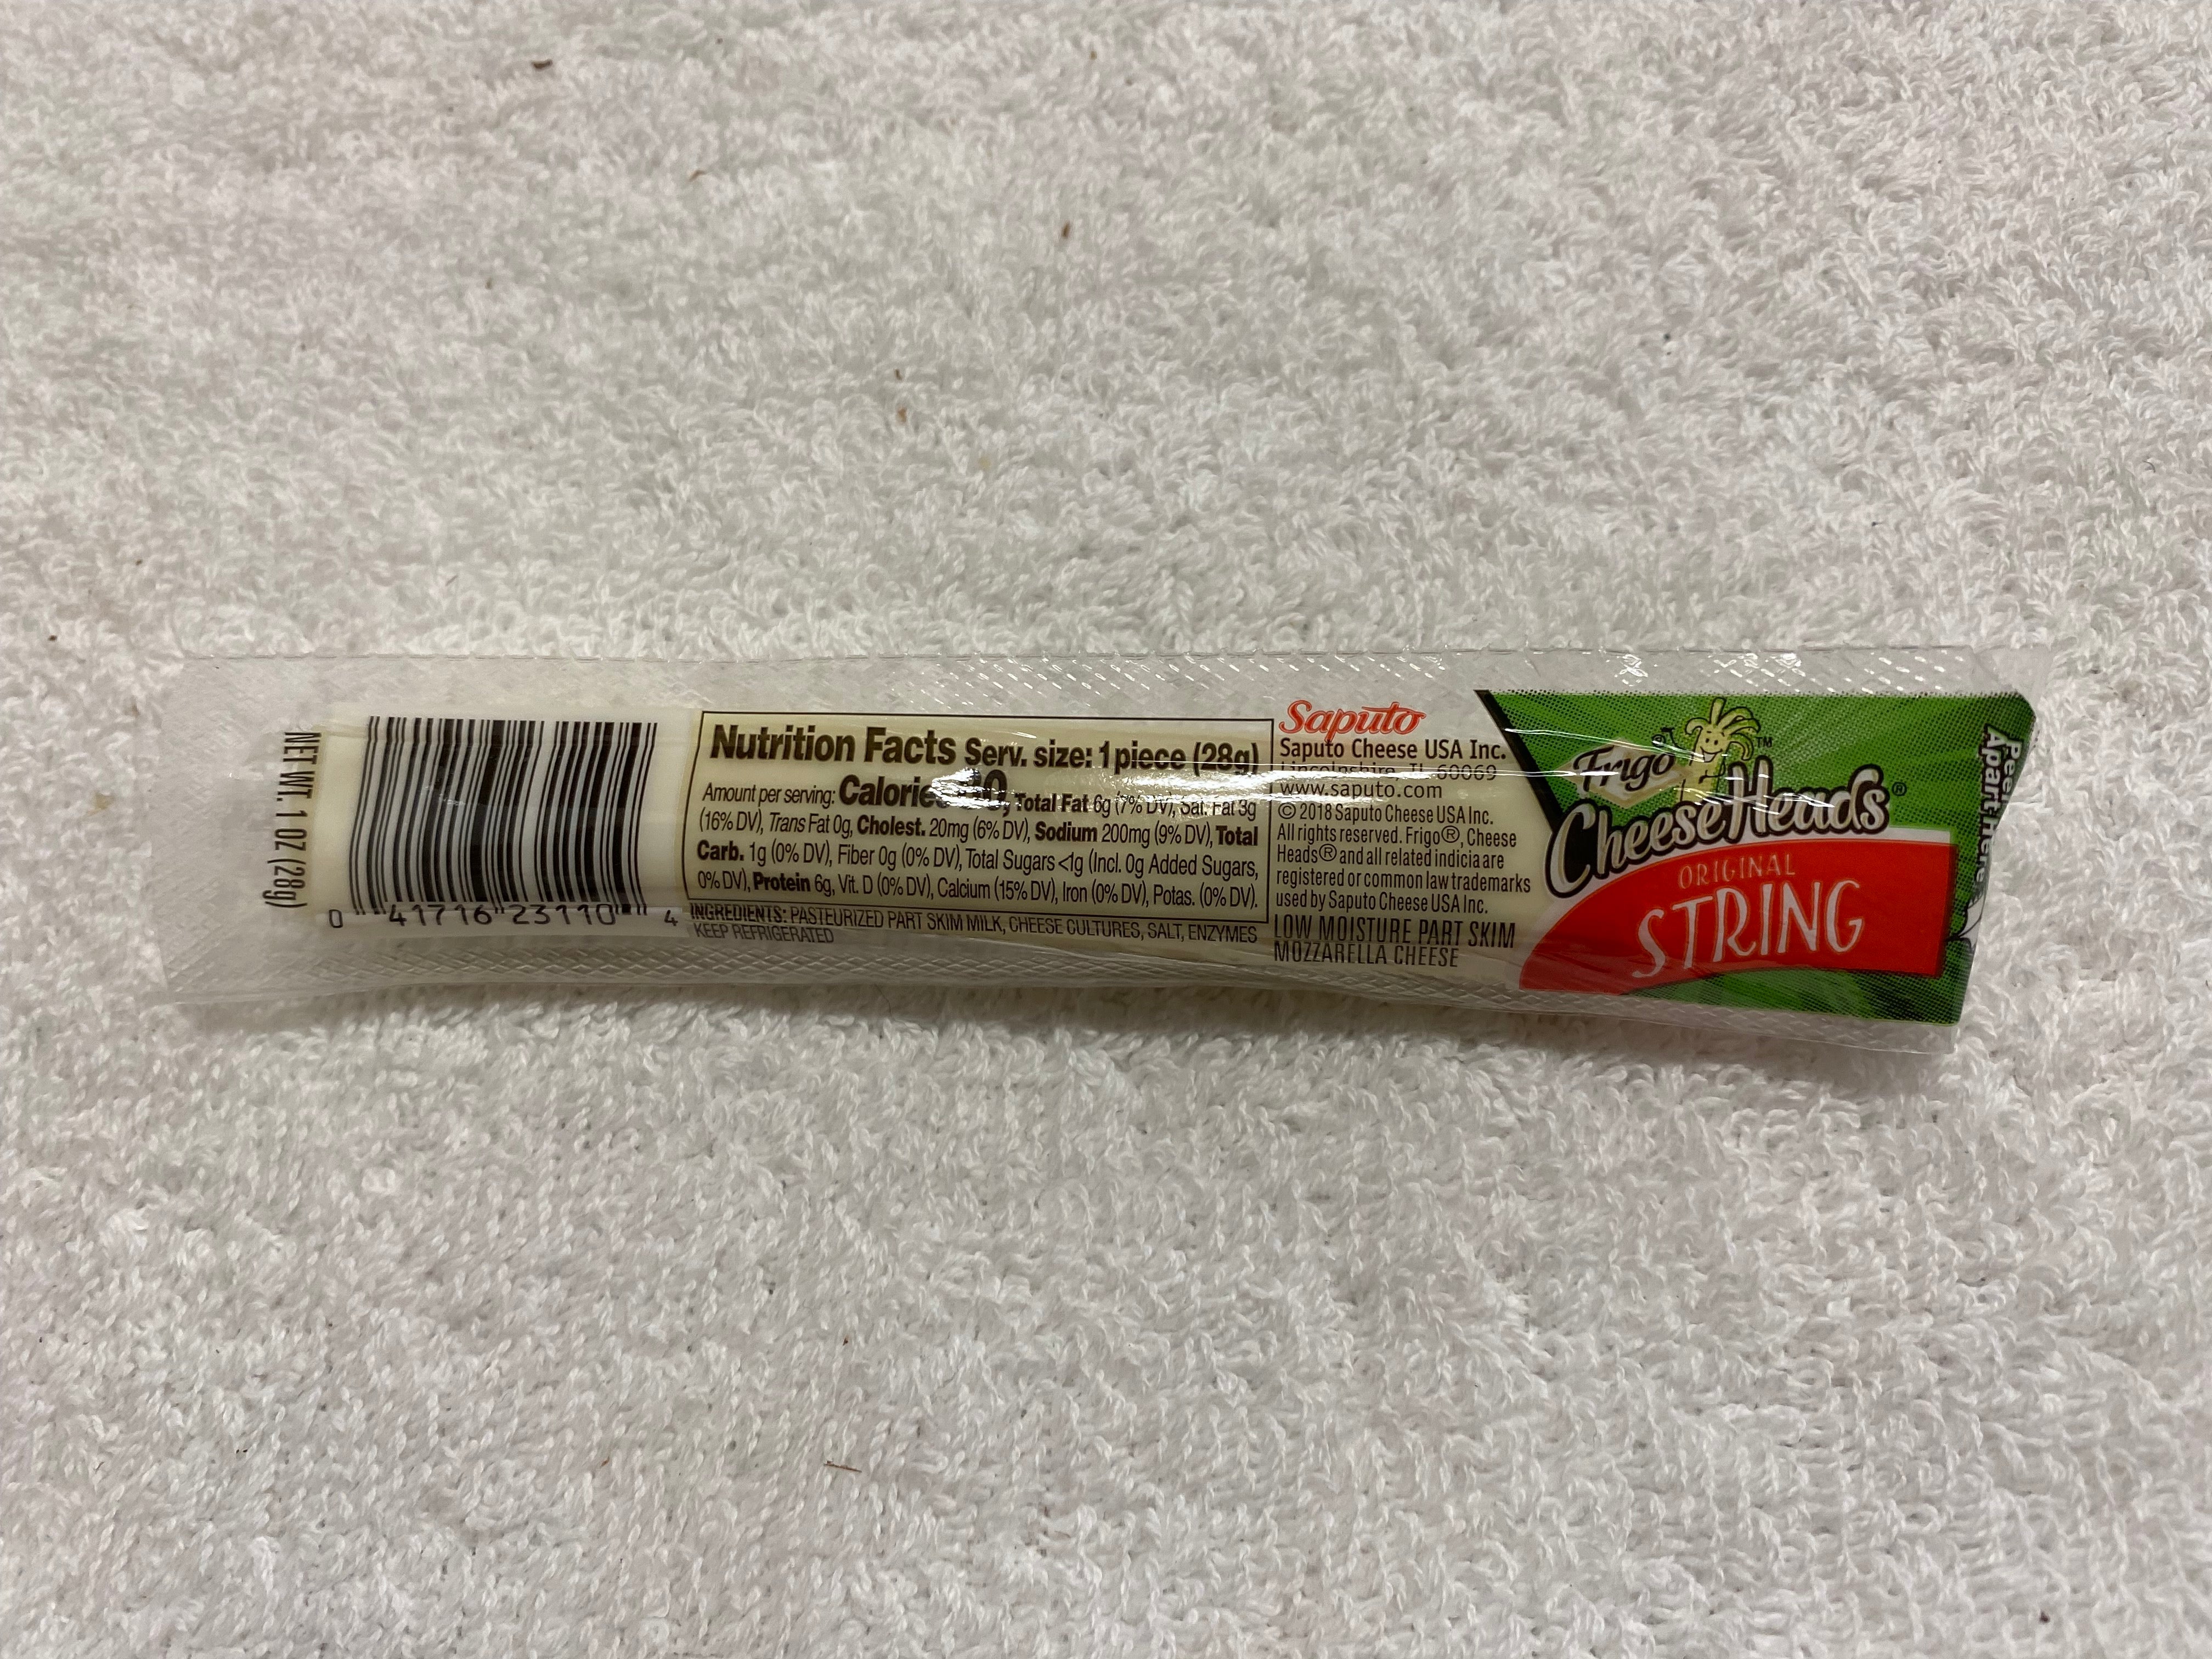 NET WT. 1 OZ (28g)
0 41716 23110 4
Nutrition Facts Serv. size: 1 piece (28g)
Amount per serving: Total Fat 6g (7% DV), Sat. Fat 3g
(16% DV), Trans Fat 0g, Cholest. 20mg (6% DV), Sodium 200mg (9% DV), Total
Carb. 1g (0% DV), Fiber 0g (0% DV), Total Sugars <1g (Incl. 0g Added Sugars,
0% DV), Protein 6g, Vit. D (0% DV), Calcium (15% DV), Iron (0% DV), Potas. (0% DV).
INGREDIENTS: PASTEURIZED PART SKIM MILK, CHEESE CULTURES, SALT, ENZYMES
KEEP REFRIGERATED
Saputo
Saputo Cheese USA Inc.
Lincolnshire, IL 60069
www.saputo.com
© 2018 Saputo Cheese USA Inc.
All rights reserved. Frigo®, Cheese
Heads® and all related indicia are
registered or common law trademarks
used by Saputo Cheese USA Inc.
LOW MOISTURE PART SKIM
MOZZARELLA CHEESE
Frigo ™
CheeseHeads®
ORIGINAL
STRING
Peel
Apart Here